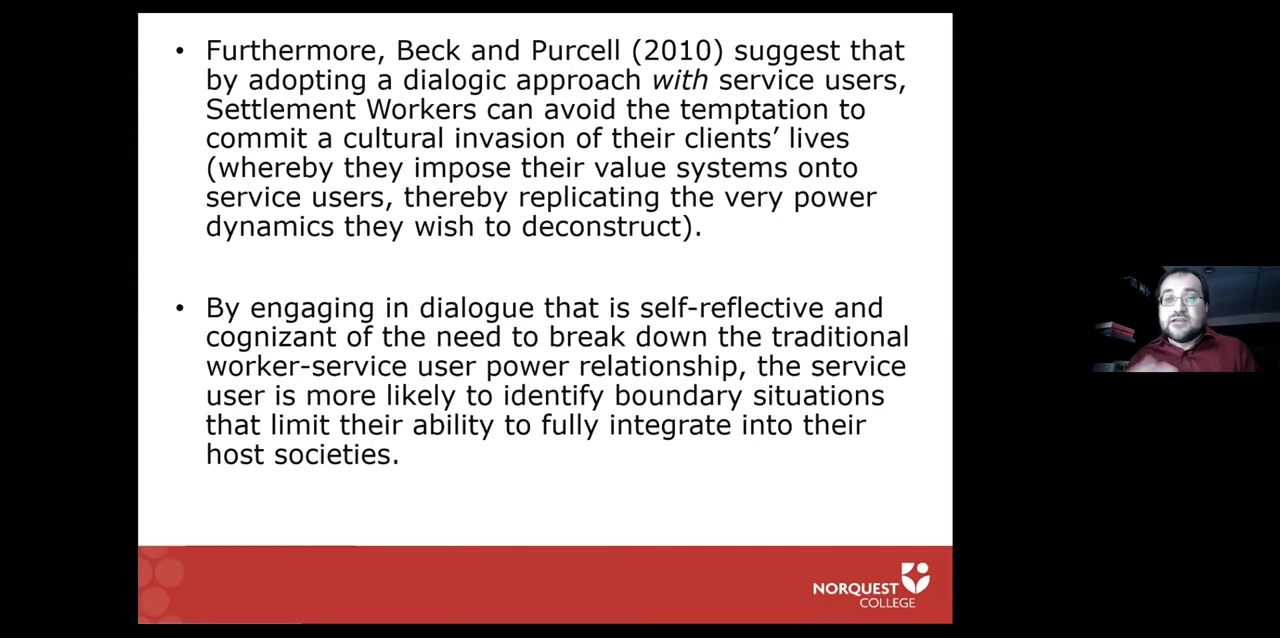 • Furthermore, Beck and Purcell (2010) suggest that
by adopting a dialogic approach with service users,
Settlement Workers can avoid the temptation to
commit a cultural invasion of their clients’ lives
(whereby they impose their value systems onto
service users, thereby replicating the very power
dynamics they wish to deconstruct).
• By engaging in dialogue that is self-reflective and
cognizant of the need to break down the traditional
worker-service user power relationship, the service
user is more likely to identify boundary situations
that limit their ability to fully integrate into their
host societies.
NORQUEST
COLLEGE